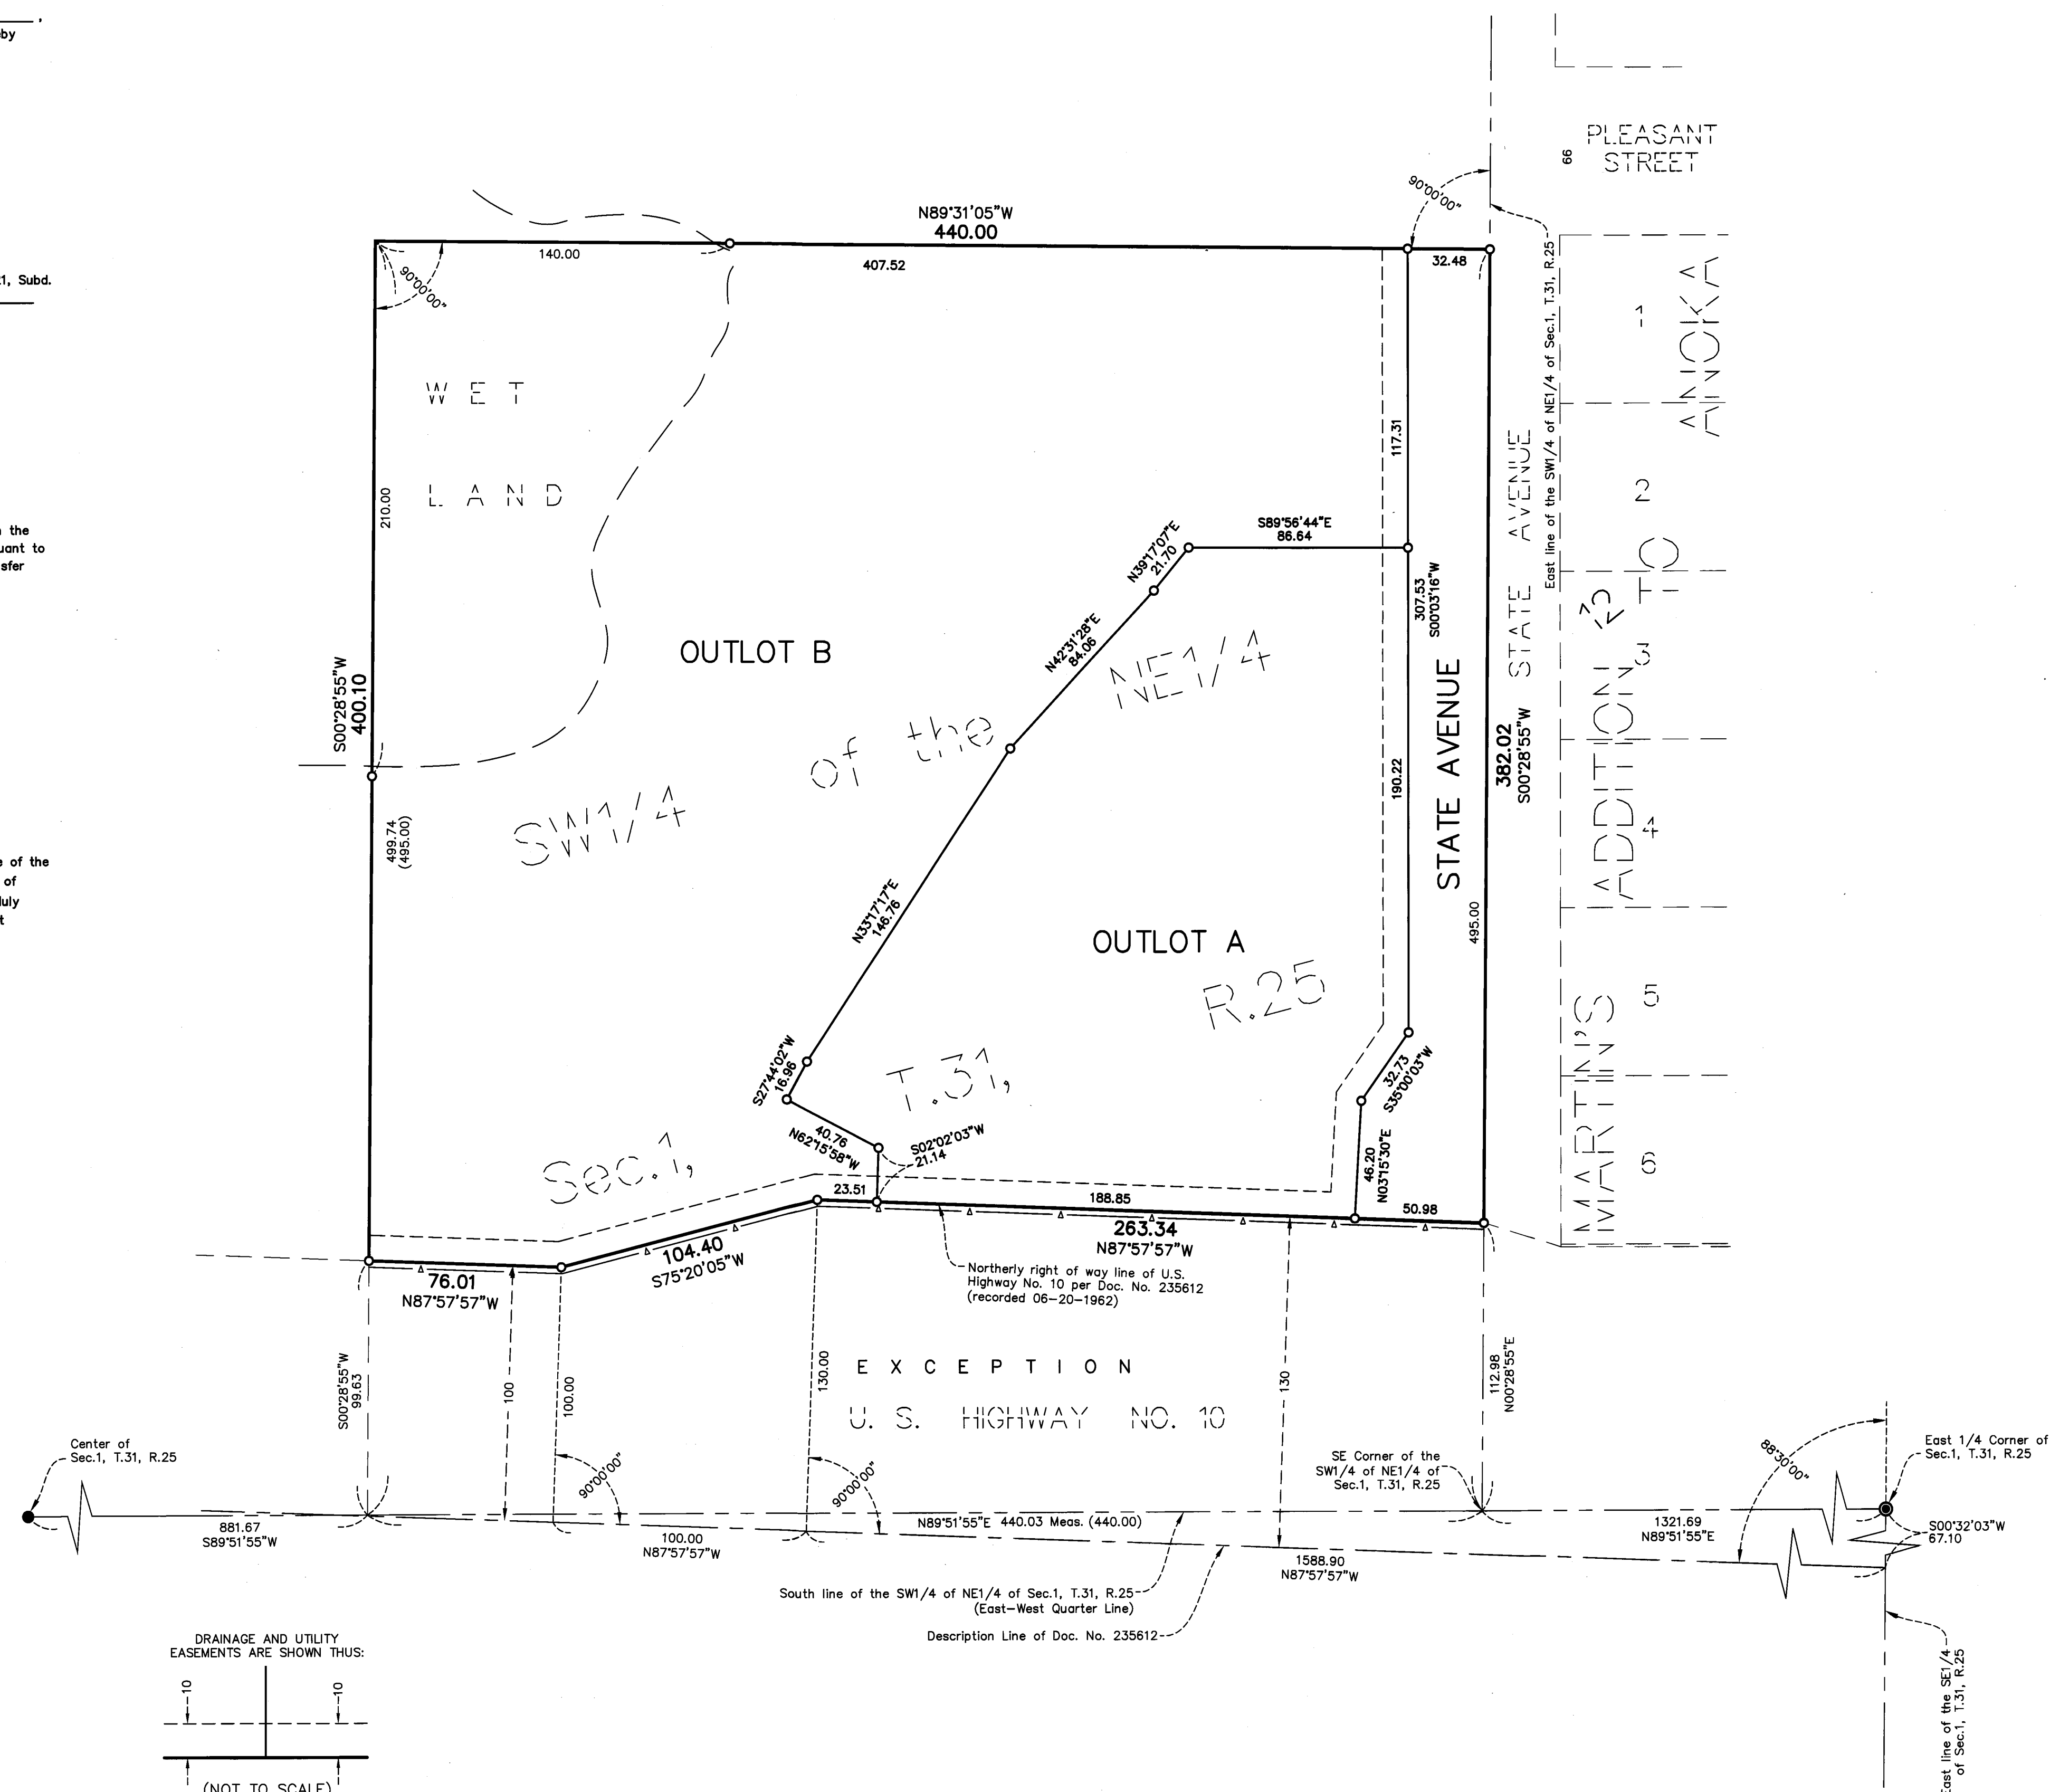 by
1, Subd.
the
uant to
sfer
e of the
of
t
PLEASANT
STREET
66
N89°31'05"W
440.00
140.00
407.52
32.48
90°00'00"
90°00'00"
East line of the SW1/4 of NE1/4 of Sec.1, T.31, R.25
WET
LAND
210.00
117.31
S89°56'44"E
86.64
N39°17'07"E
21.70
N42°31'28"E
84.06
307.53
S00°03'16"W
OUTLOT B
STATE AVENUE
STATE AVENUE
382.02
S00°28'55"W
S00°28'55"W
400.10
499.74
(495.00)
190.22
495.00
SW1/4
of the
NE1/4
N33°17'17"E
146.76
OUTLOT A
R.25
T.31,
Sec.1,
S27°44'02"W
16.96
40.76
N62°15'58"W
S02°02'03"W
21.14
32.73
S35°00'03"W
46.20
N03°15'30"E
23.51
188.85
50.98
263.34
N87°57'57"W
104.40
S75°20'05"W
76.01
N87°57'57"W
Northerly right of way line of U.S.
Highway No. 10 per Doc. No. 235612
(recorded 06-20-1962)
MARTIN'S ADDITION TO ANOKA
1
2
3
4
5
6
S00°28'55"W
99.63
100
100.00
130.00
130
112.98
N00°28'55"E
EXCEPTION
U. S. HIGHWAY NO. 10
90°00'00"
90°00'00"
88°30'00"
Center of
Sec.1, T.31, R.25
SE Corner of the
SW1/4 of NE1/4 of
Sec.1, T.31, R.25
East 1/4 Corner of
Sec.1, T.31, R.25
881.67
S89°51'55"W
N89°51'55"E 440.03 Meas. (440.00)
100.00
N87°57'57"W
1321.69
N89°51'55"E
S00°32'03"W
67.10
1588.90
N87°57'57"W
South line of the SW1/4 of NE1/4 of Sec.1, T.31, R.25
(East-West Quarter Line)
Description Line of Doc. No. 235612
East line of the SE1/4
of Sec.1, T.31, R.25
DRAINAGE AND UTILITY
EASEMENTS ARE SHOWN THUS:
10
10
(NOT TO SCALE)